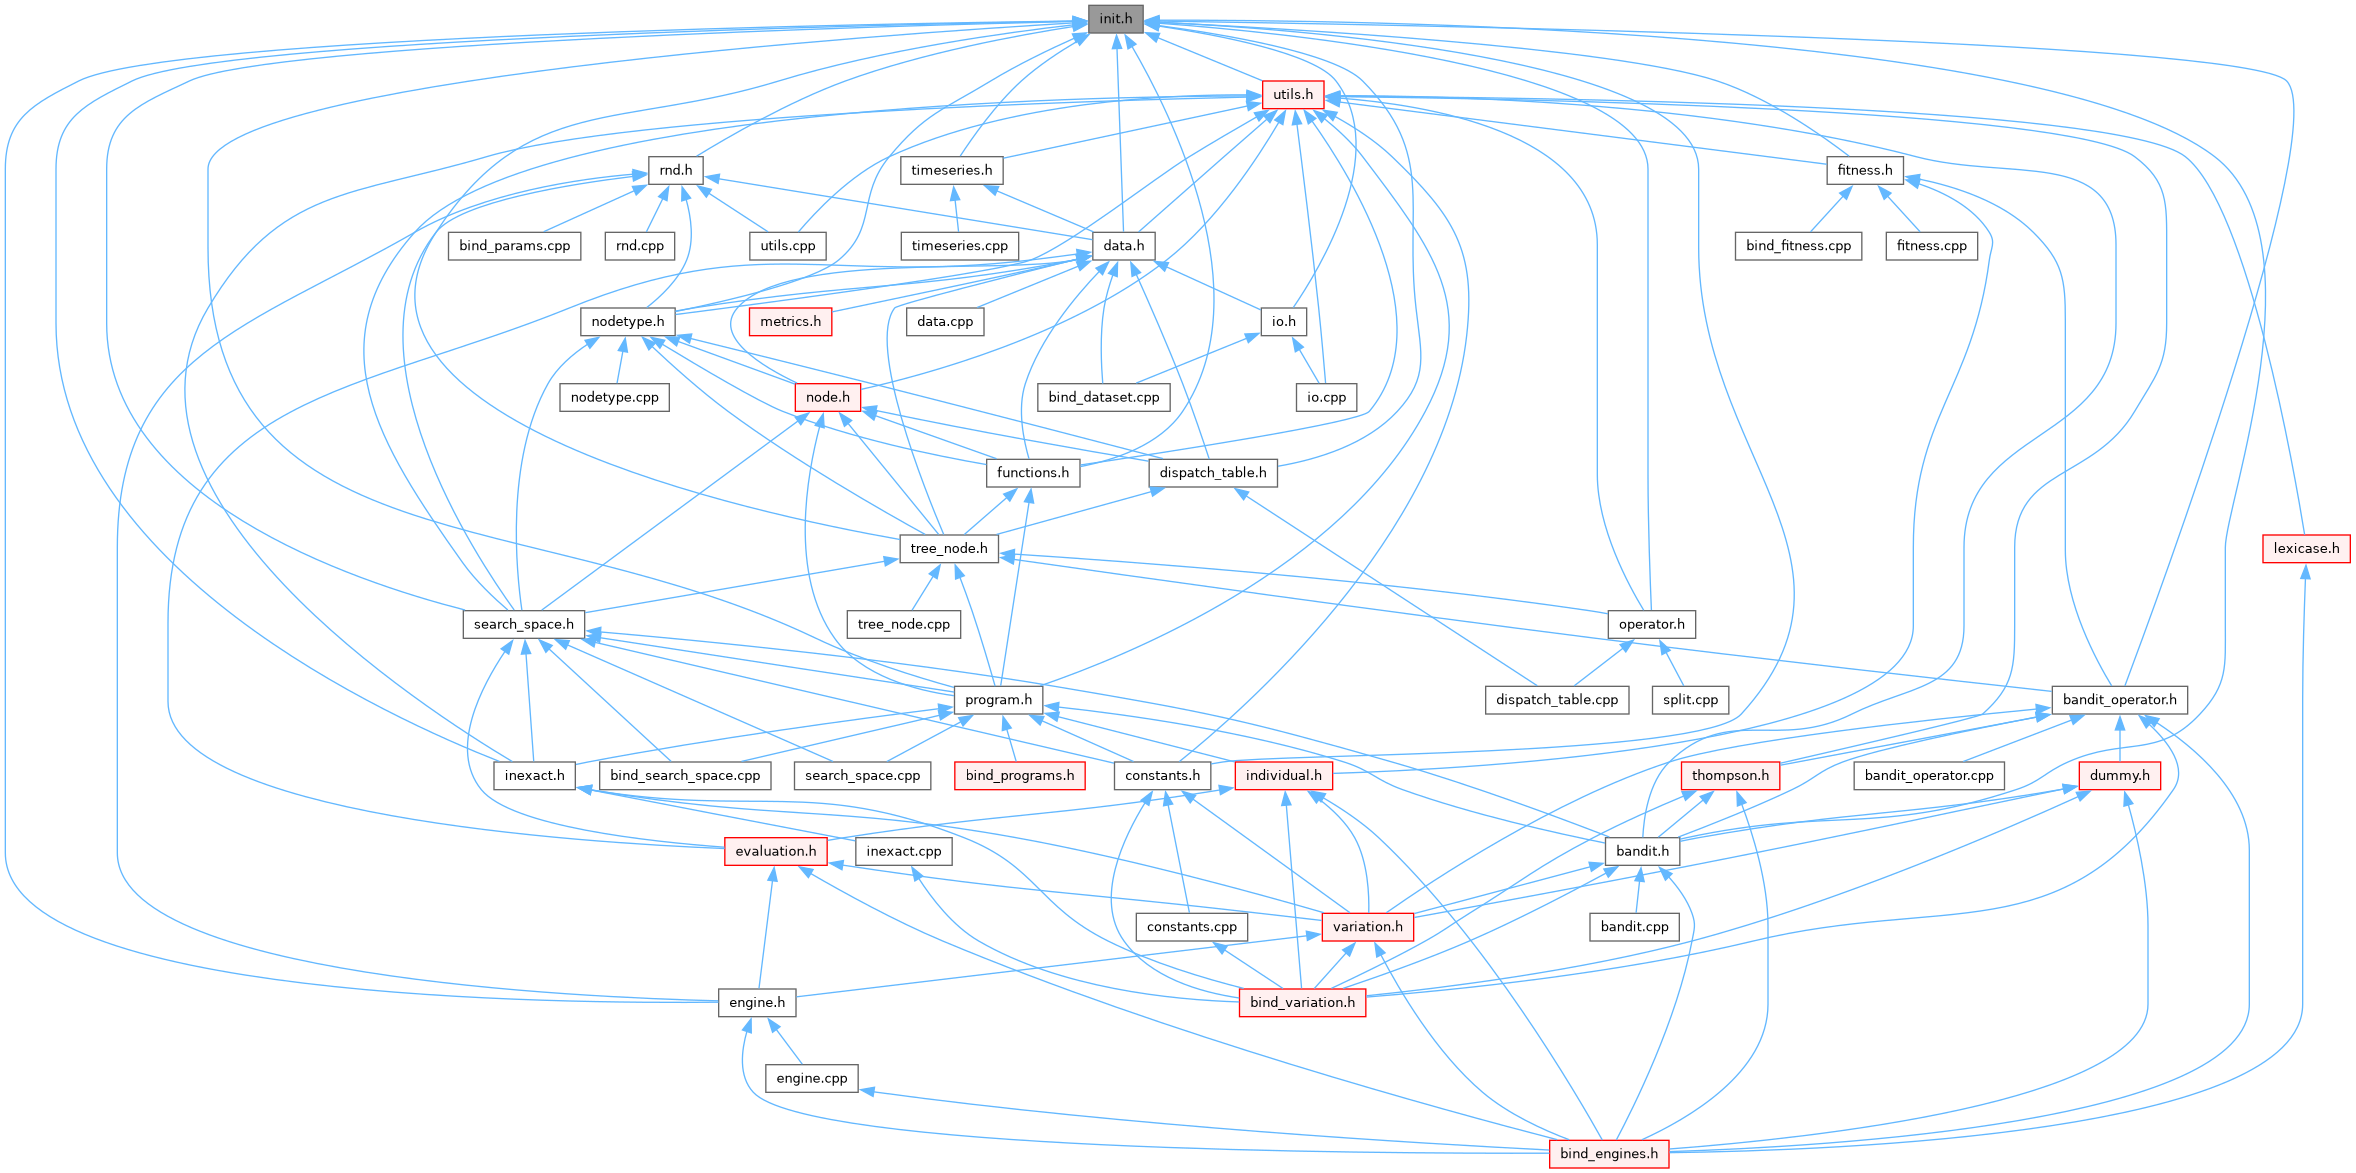 init.h
utils.h
rnd.h
timeseries.h
fitness.h
bind_params.cpp
rnd.cpp
utils.cpp
timeseries.cpp
data.h
bind_fitness.cpp
fitness.cpp
nodetype.h
metrics.h
data.cpp
io.h
nodetype.cpp
node.h
bind_dataset.cpp
io.cpp
functions.h
dispatch_table.h
tree_node.h
lexicase.h
search_space.h
tree_node.cpp
operator.h
program.h
dispatch_table.cpp
split.cpp
bandit_operator.h
inexact.h
bind_search_space.cpp
search_space.cpp
bind_programs.h
constants.h
individual.h
thompson.h
bandit_operator.cpp
dummy.h
evaluation.h
inexact.cpp
bandit.h
constants.cpp
variation.h
bandit.cpp
engine.h
bind_variation.h
engine.cpp
bind_engines.h